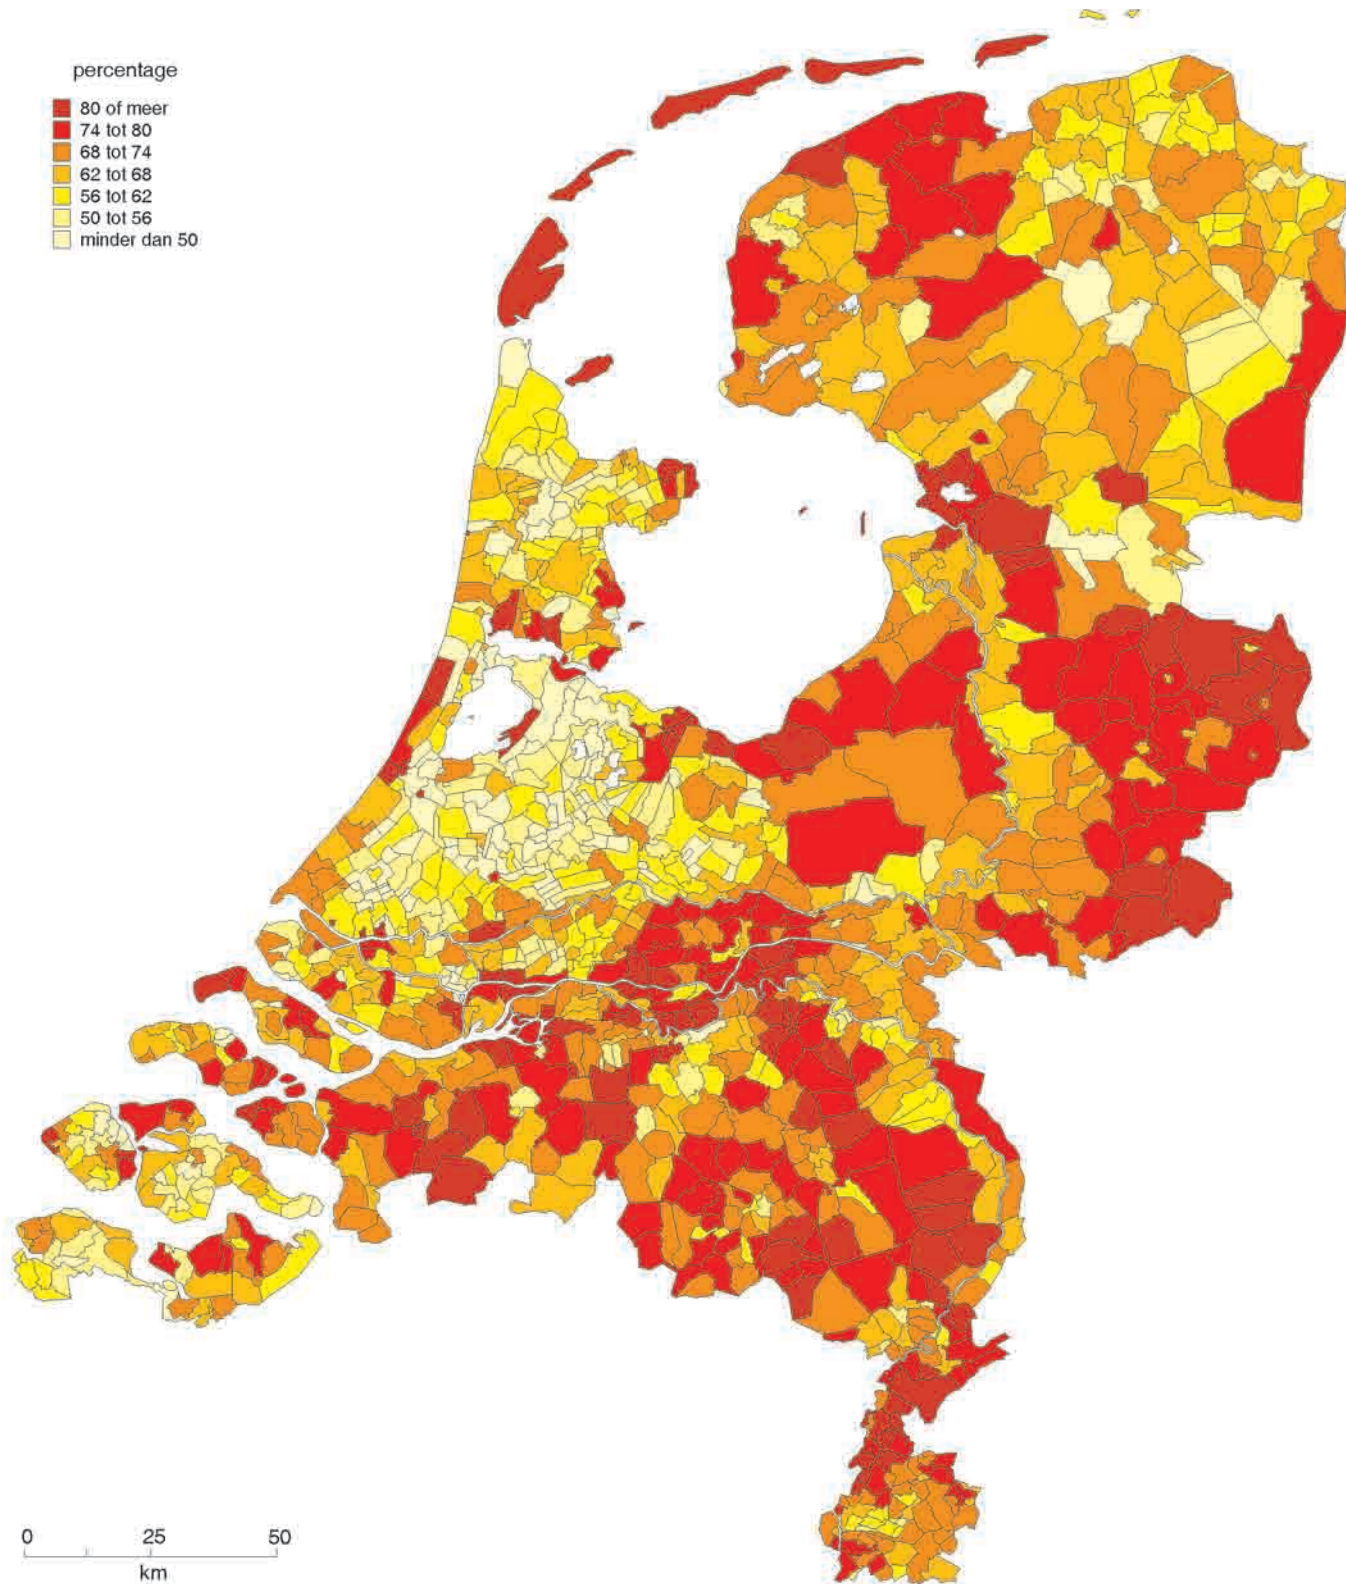 percentage
80 of meer
74 tot 80
68 tot 74
62 tot 68
56 tot 62
50 tot 56
minder dan 50
0 25 50
km